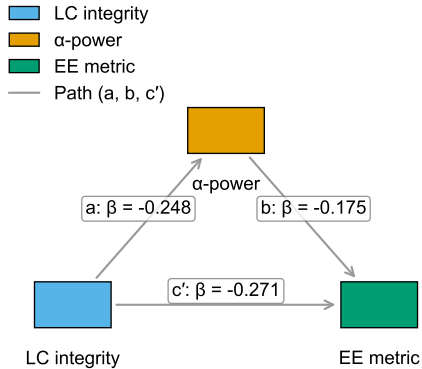 LC integrity
α-power
EE metric
Path (a, b, c′)
α-power
a: β = -0.248
b: β = -0.175
c′: β = -0.271
LC integrity
EE metric